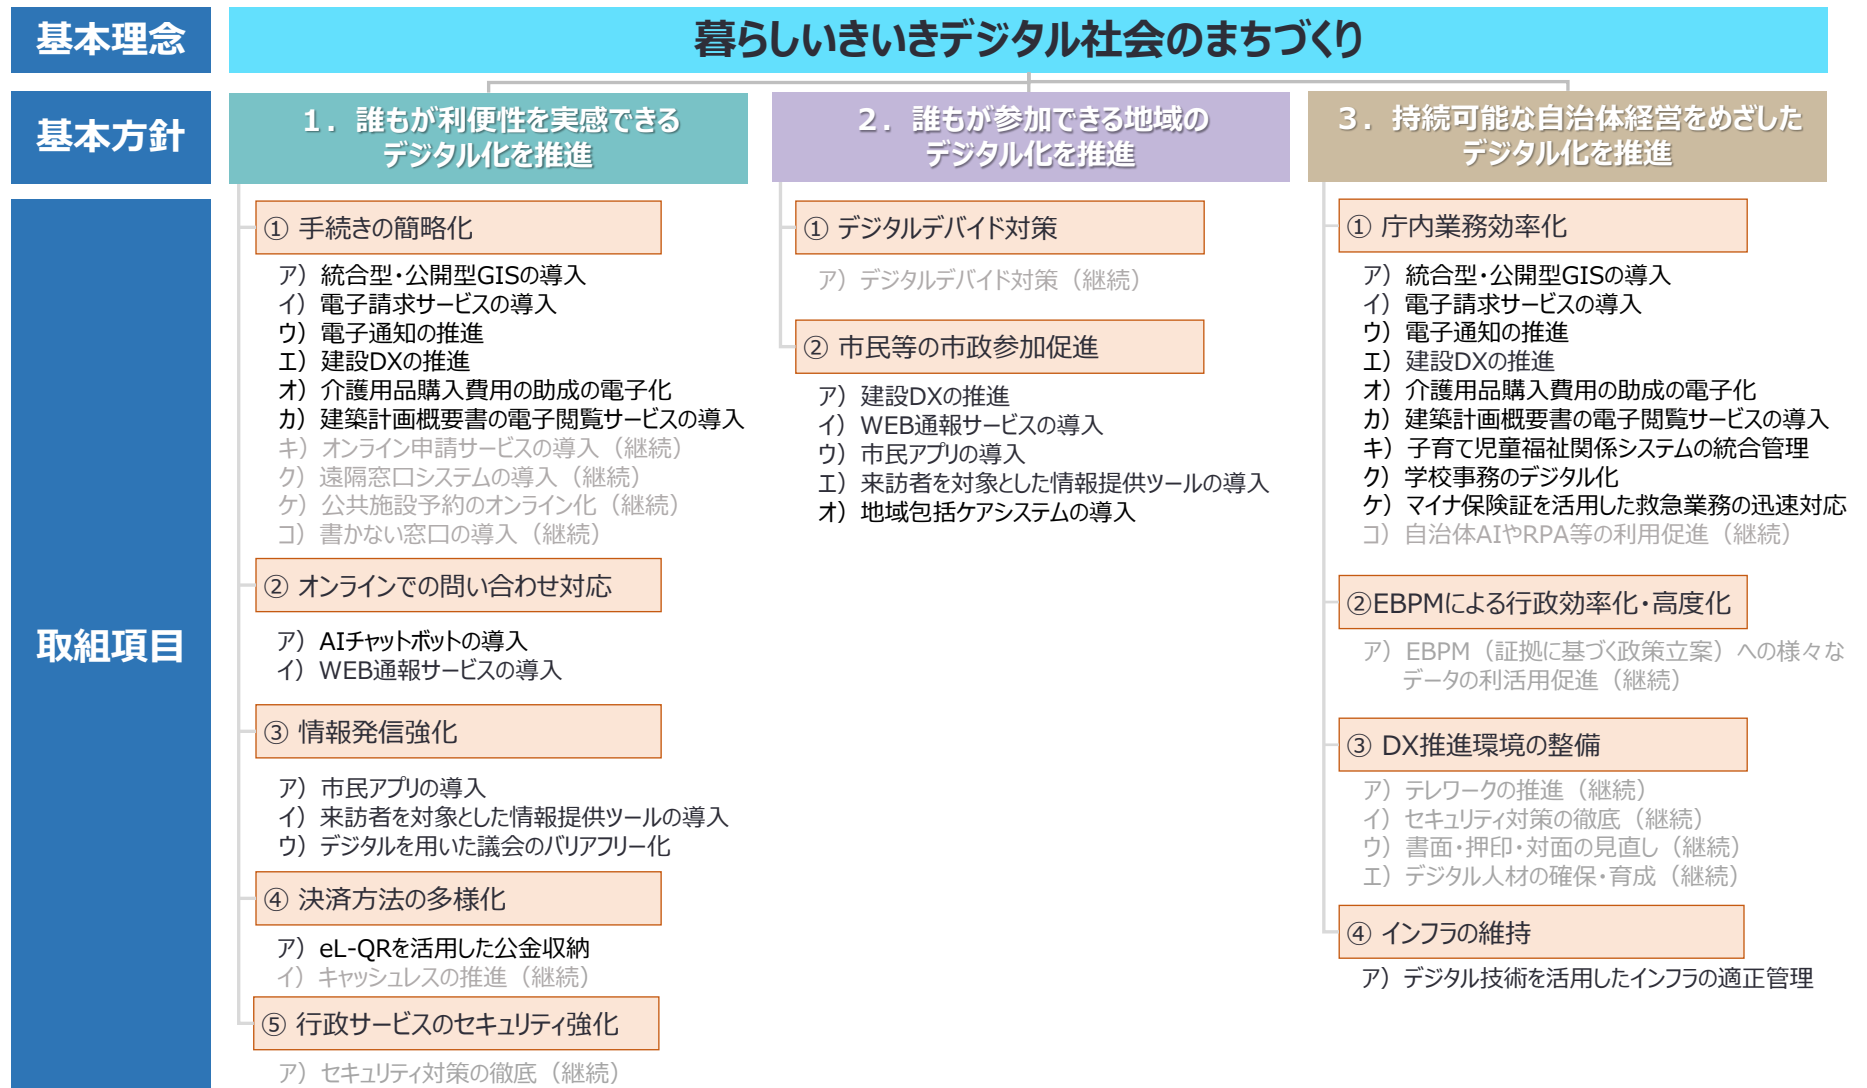 基本理念
暮らしいきいきデジタル社会のまちづくり
基本方針
１．誰もが利便性を実感できる
デジタル化を推進
２．誰もが参加できる地域の
デジタル化を推進
３．持続可能な自治体経営をめざした
デジタル化を推進
取組項目
① 手続きの簡略化
ア）統合型・公開型GISの導入
イ）電子請求サービスの導入
ウ）電子通知の推進
エ）建設DXの推進
オ）介護用品購入費用の助成の電子化
カ）建築計画概要書の電子閲覧サービスの導入
キ）オンライン申請サービスの導入（継続）
ク）遠隔窓口システムの導入（継続）
ケ）公共施設予約のオンライン化（継続）
コ）書かない窓口の導入（継続）
② オンラインでの問い合わせ対応
ア）AIチャットボットの導入
イ）WEB通報サービスの導入
③ 情報発信強化
ア）市民アプリの導入
イ）来訪者を対象とした情報提供ツールの導入
ウ）デジタルを用いた議会のバリアフリー化
④ 決済方法の多様化
ア）eL-QRを活用した公金収納
イ）キャッシュレスの推進（継続）
⑤ 行政サービスのセキュリティ強化
ア）セキュリティ対策の徹底（継続）
① デジタルデバイド対策
ア）デジタルデバイド対策（継続）
② 市民等の市政参加促進
ア）建設DXの推進
イ）WEB通報サービスの導入
ウ）市民アプリの導入
エ）来訪者を対象とした情報提供ツールの導入
オ）地域包括ケアシステムの導入
① 庁内業務効率化
ア）統合型・公開型GISの導入
イ）電子請求サービスの導入
ウ）電子通知の推進
エ）建設DXの推進
オ）介護用品購入費用の助成の電子化
カ）建築計画概要書の電子閲覧サービスの導入
キ）子育て児童福祉関係システムの統合管理
ク）学校事務のデジタル化
ケ）マイナ保険証を活用した救急業務の迅速対応
コ）自治体AIやRPA等の利用促進（継続）
②EBPMによる行政効率化・高度化
ア）EBPM（証拠に基づく政策立案）への様々な
データの利活用促進（継続）
③ DX推進環境の整備
ア）テレワークの推進（継続）
イ）セキュリティ対策の徹底（継続）
ウ）書面・押印・対面の見直し（継続）
エ）デジタル人材の確保・育成（継続）
④ インフラの維持
ア）デジタル技術を活用したインフラの適正管理